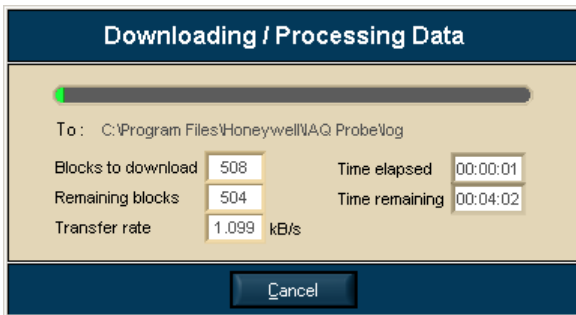 Downloading / Processing Data
To: C:\Program Files\Honeywell\IAQ Probe\log
Blocks to download 508 Time elapsed 00:00:01
Remaining blocks 504 Time remaining 00:04:02
Transfer rate 1.099 kB/s
Cancel